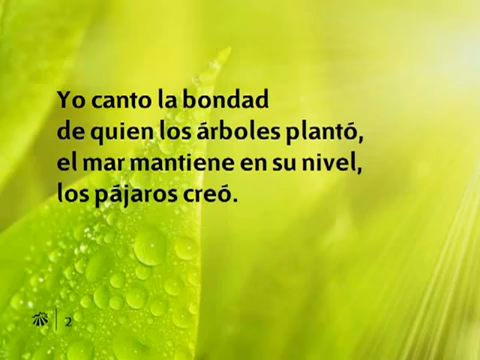 Yo canto la bondad
de quien los árboles plantó,
el mar mantiene en su nivel,
los pájaros creó.
2